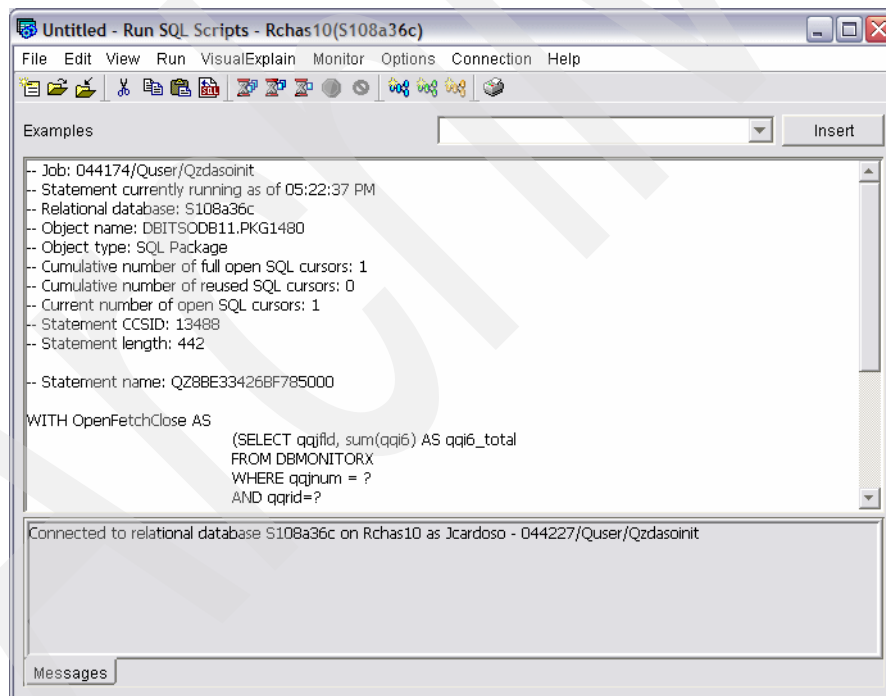 Untitled - Run SQL Scripts - Rchas10(S108a36c)
File Edit View Run VisualExplain Monitor Options Connection Help
Examples
Insert
-- Job: 044174/Quser/Qzdasoinit
-- Statement currently running as of 05:22:37 PM
-- Relational database: S108a36c
-- Object name: DBITSODB11.PKG1480
-- Object type: SQL Package
-- Cumulative number of full open SQL cursors: 1
-- Cumulative number of reused SQL cursors: 0
-- Current number of open SQL cursors: 1
-- Statement CCSID: 13488
-- Statement length: 442
-- Statement name: QZ8BE33426BF785000
WITH OpenFetchClose AS
(SELECT qqjfld, sum(qqi6) AS qqi6_total
FROM DBMONITORX
WHERE qqjnum = ?
AND qqrid=?
Connected to relational database S108a36c on Rchas10 as Jcardoso - 044227/Quser/Qzdasoinit
Messages